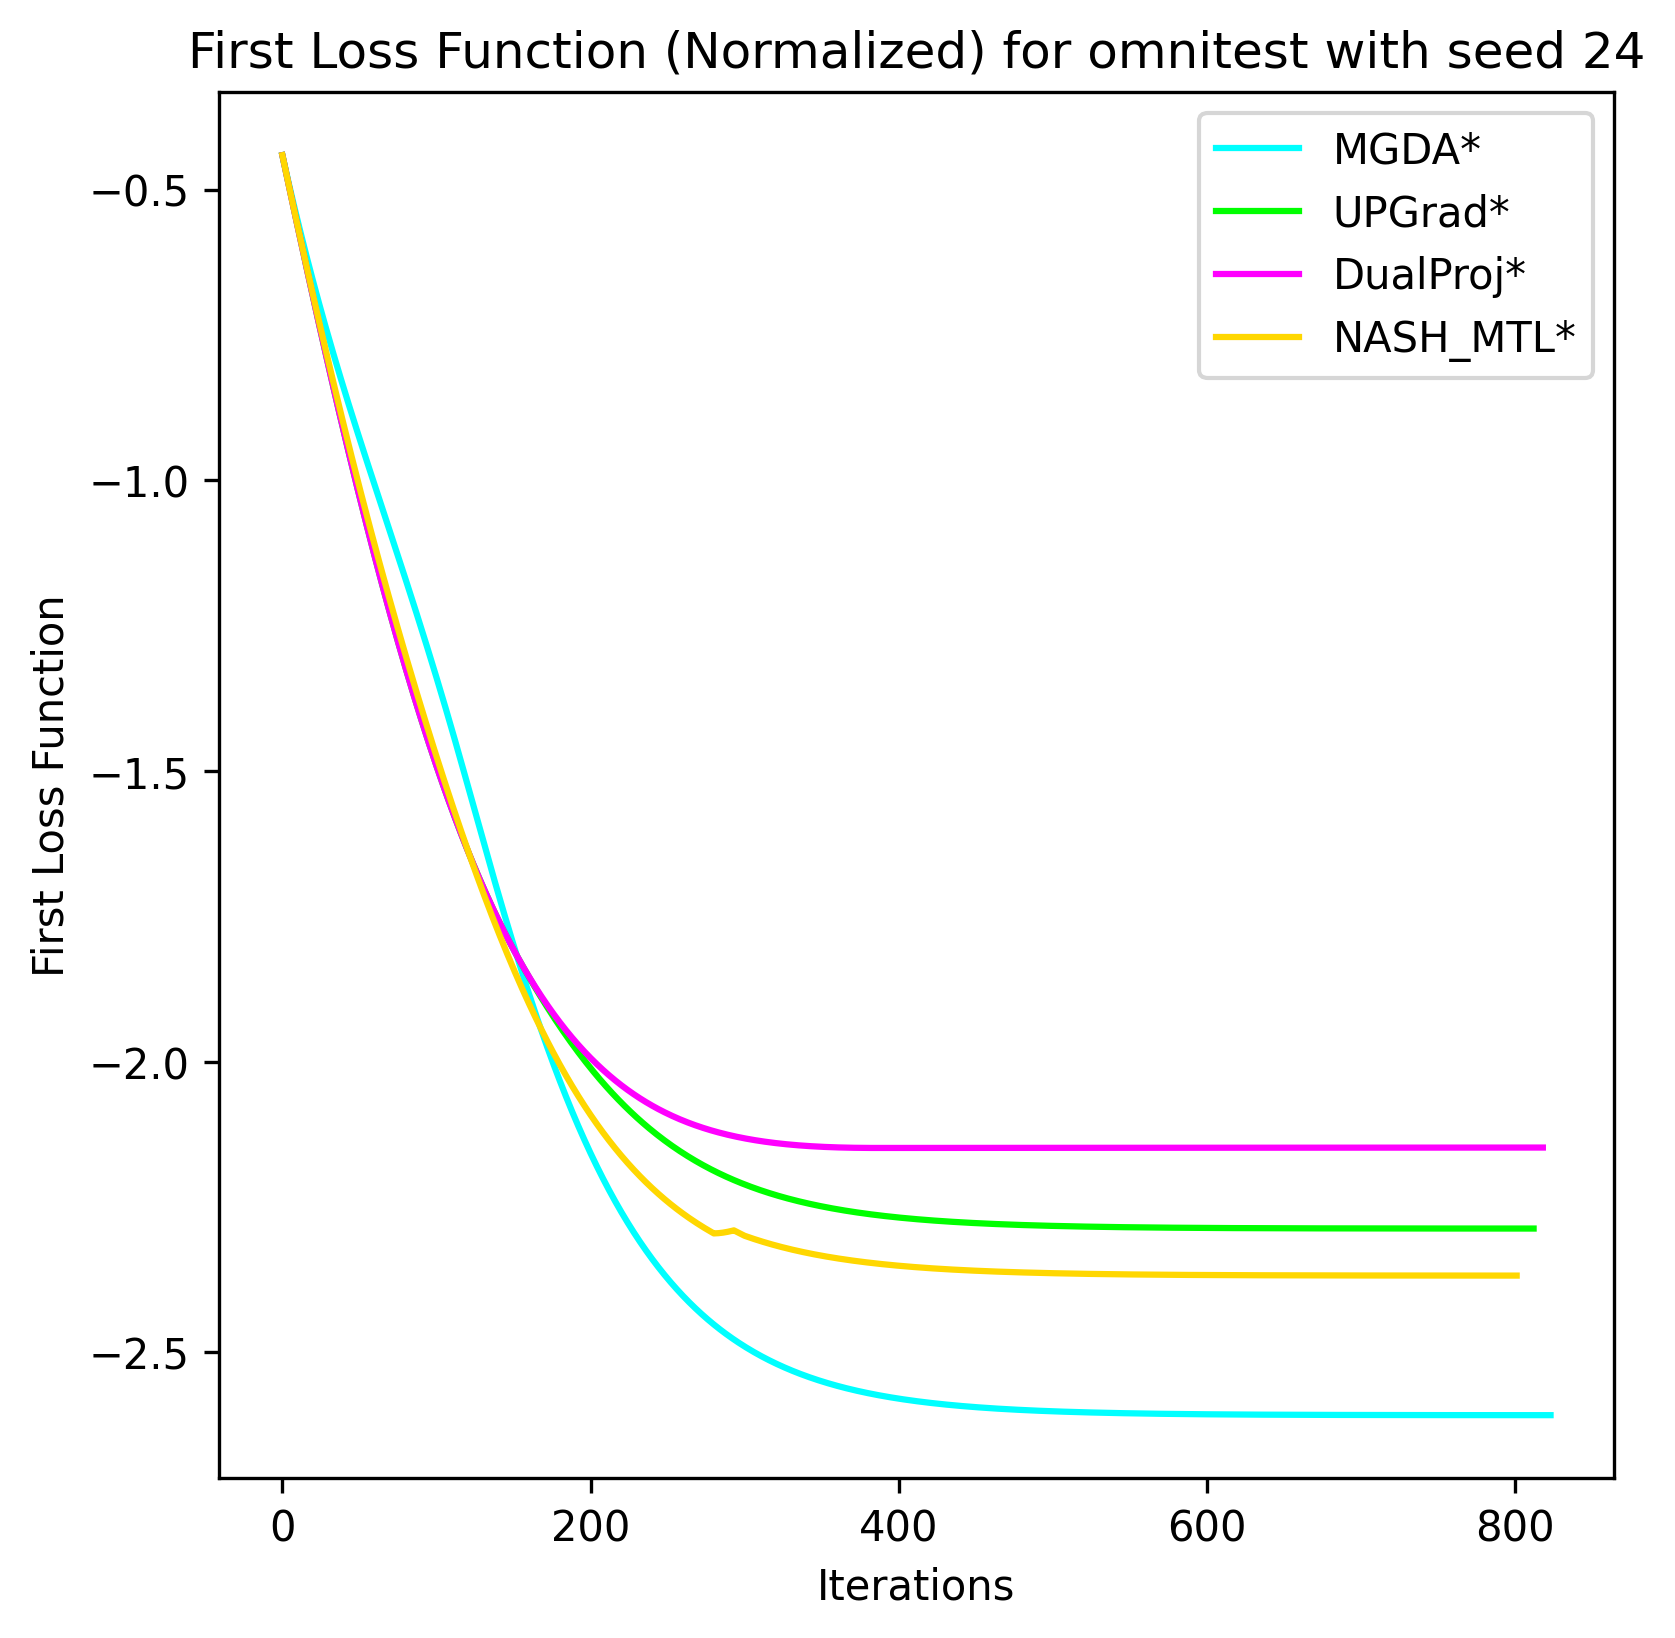 First Loss Function (Normalized) for omnitest with seed 24
MGDA*
UPGrad*
DualProj*
NASH_MTL*
First Loss Function
−0.5
−1.0
−1.5
−2.0
−2.5
0 200 400 600 800
Iterations